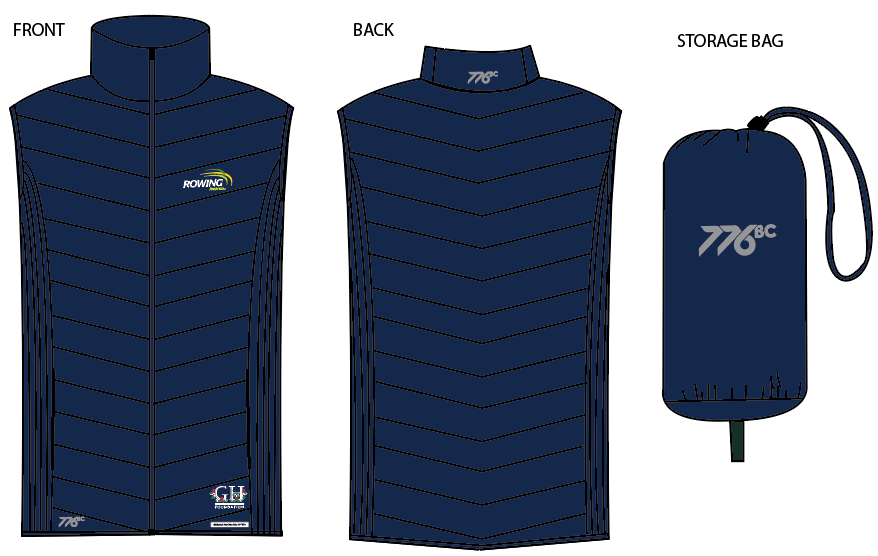 FRONT
BACK
STORAGE BAG
776BC
ROWING
776BC
GH
FOUNDATION
776BC